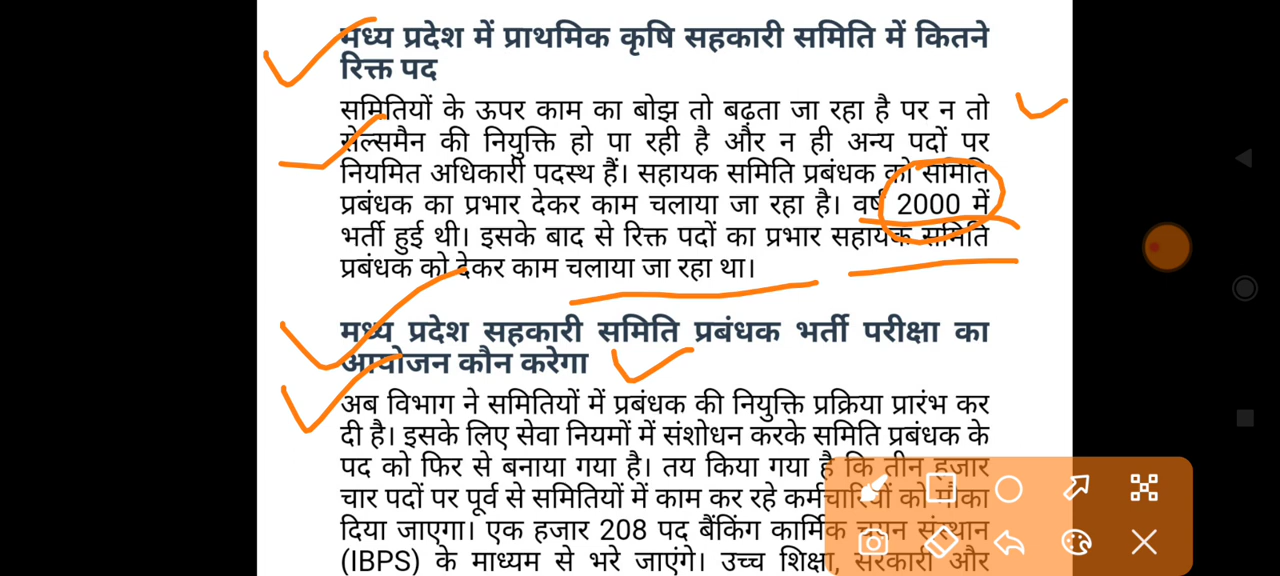 मध्य प्रदेश में प्राथमिक कृषि सहकारी समिति में कितने
रिक्त पद
समितियों के ऊपर काम का बोझ तो बढ़ता जा रहा है पर न तो
सेल्समैन की नियुक्ति हो पा रही है और न ही अन्य पदों पर
नियमित अधिकारी पदस्थ हैं। सहायक समिति प्रबंधक को समिति
प्रबंधक का प्रभार देकर काम चलाया जा रहा है। वर्ष 2000 में
भर्ती हुई थी। इसके बाद से रिक्त पदों का प्रभार सहायक समिति
प्रबंधक को देकर काम चलाया जा रहा था।
मध्य प्रदेश सहकारी समिति प्रबंधक भर्ती परीक्षा का
आयोजन कौन करेगा
अब विभाग ने समितियों में प्रबंधक की नियुक्ति प्रक्रिया प्रारंभ कर
दी है। इसके लिए सेवा नियमों में संशोधन करके समिति प्रबंधक के
पद को फिर से बनाया गया है। तय किया गया है कि तीन हजार
चार पदों पर पूर्व से समितियों में काम कर रहे कर्मचारियों को मौका
दिया जाएगा। एक हजार 208 पद बैंकिंग कार्मिक चयन संस्थान
(IBPS) के माध्यम से भरे जाएंगे। उच्च शिक्षा, सरकारी और